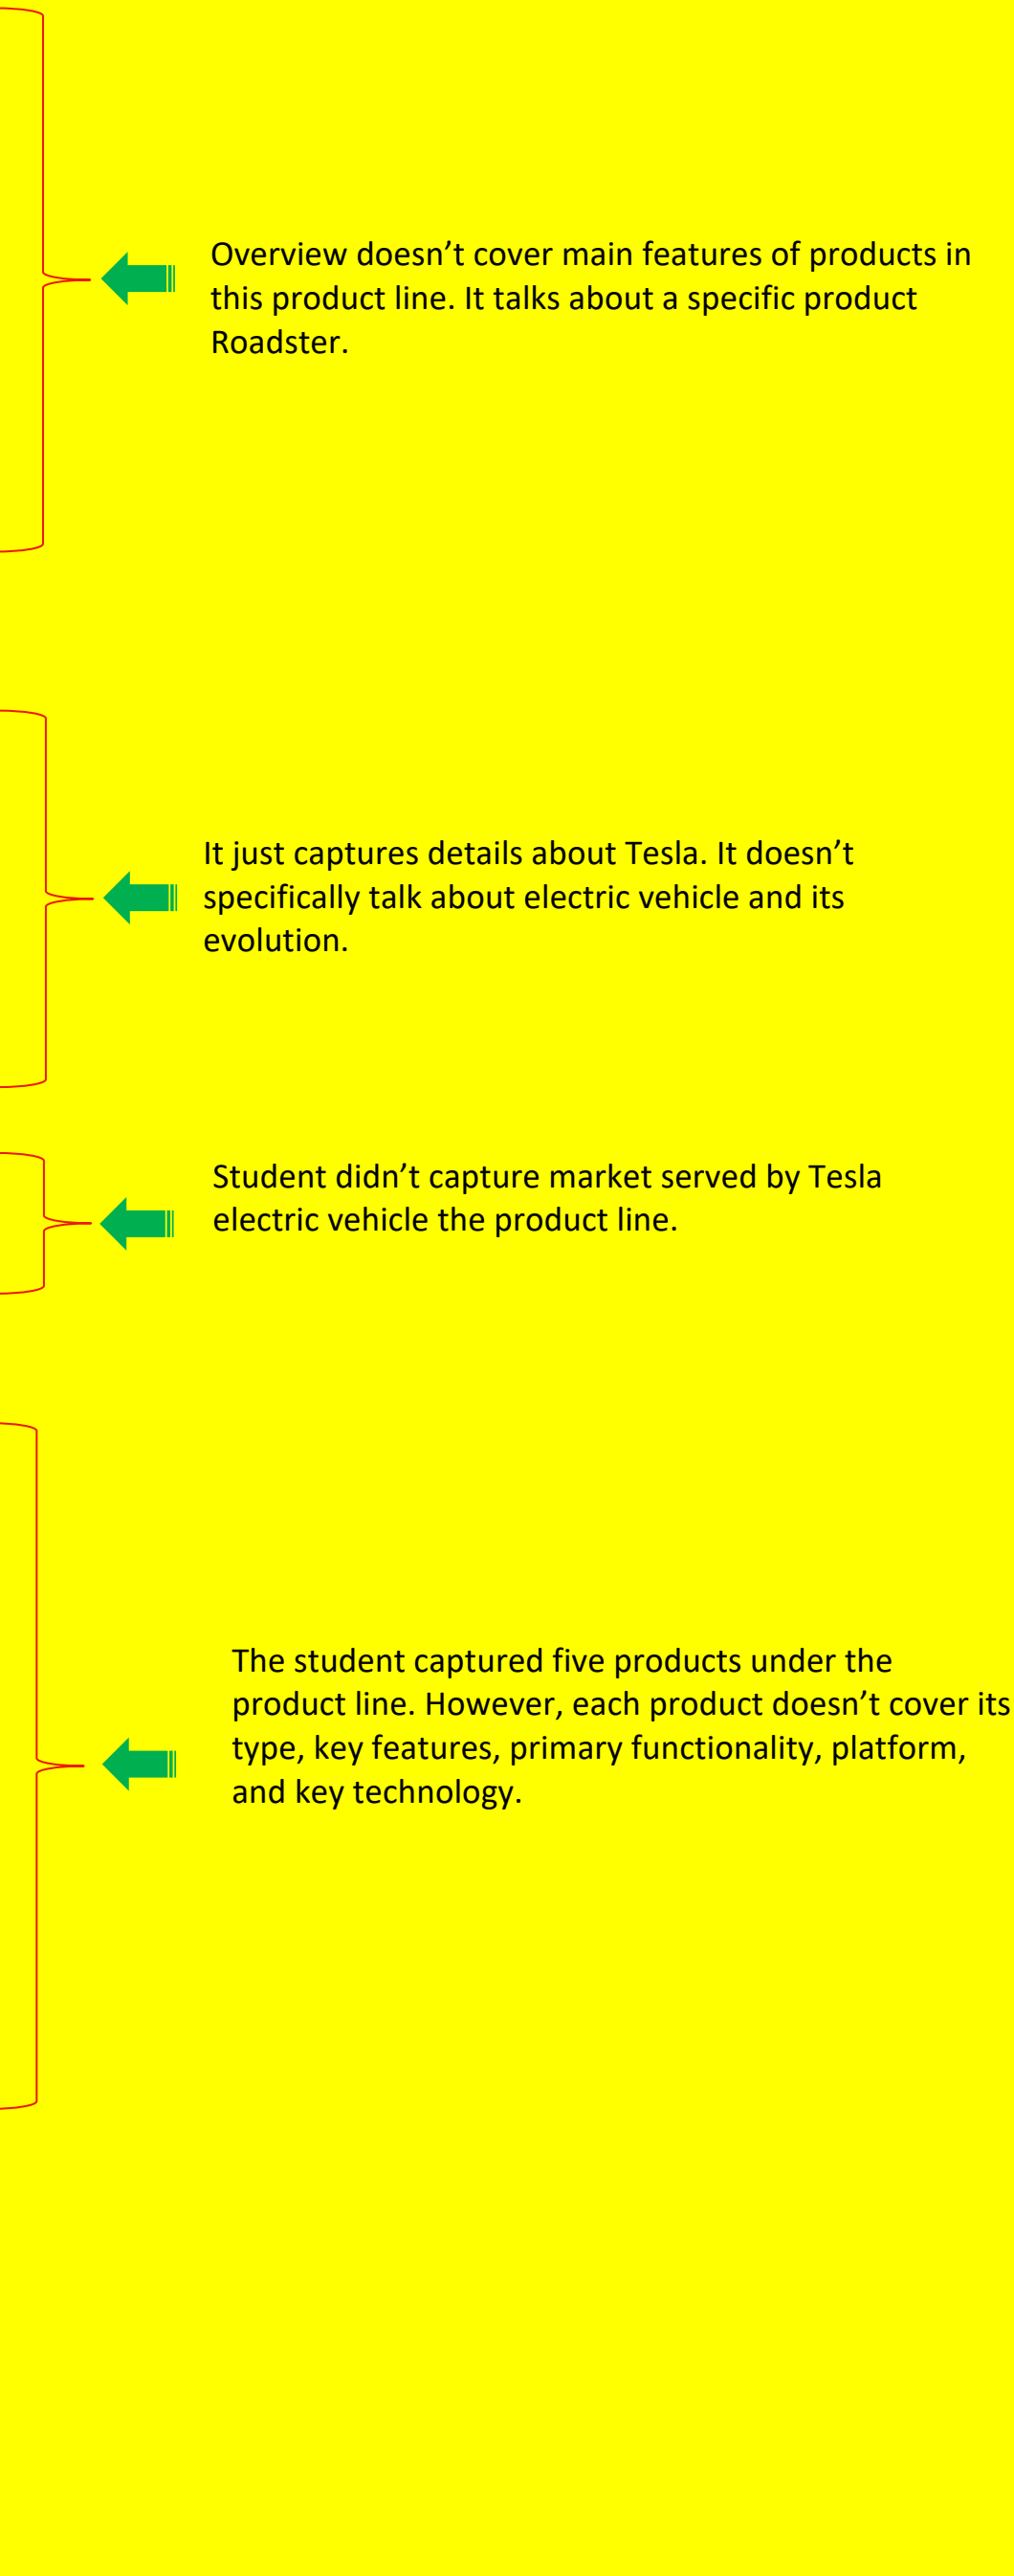 Overview doesn’t cover main features of products in
this product line. It talks about a specific product
Roadster.
It just captures details about Tesla. It doesn’t
specifically talk about electric vehicle and its
evolution.
Student didn’t capture market served by Tesla
electric vehicle the product line.
The student captured five products under the
product line. However, each product doesn’t cover its
type, key features, primary functionality, platform,
and key technology.